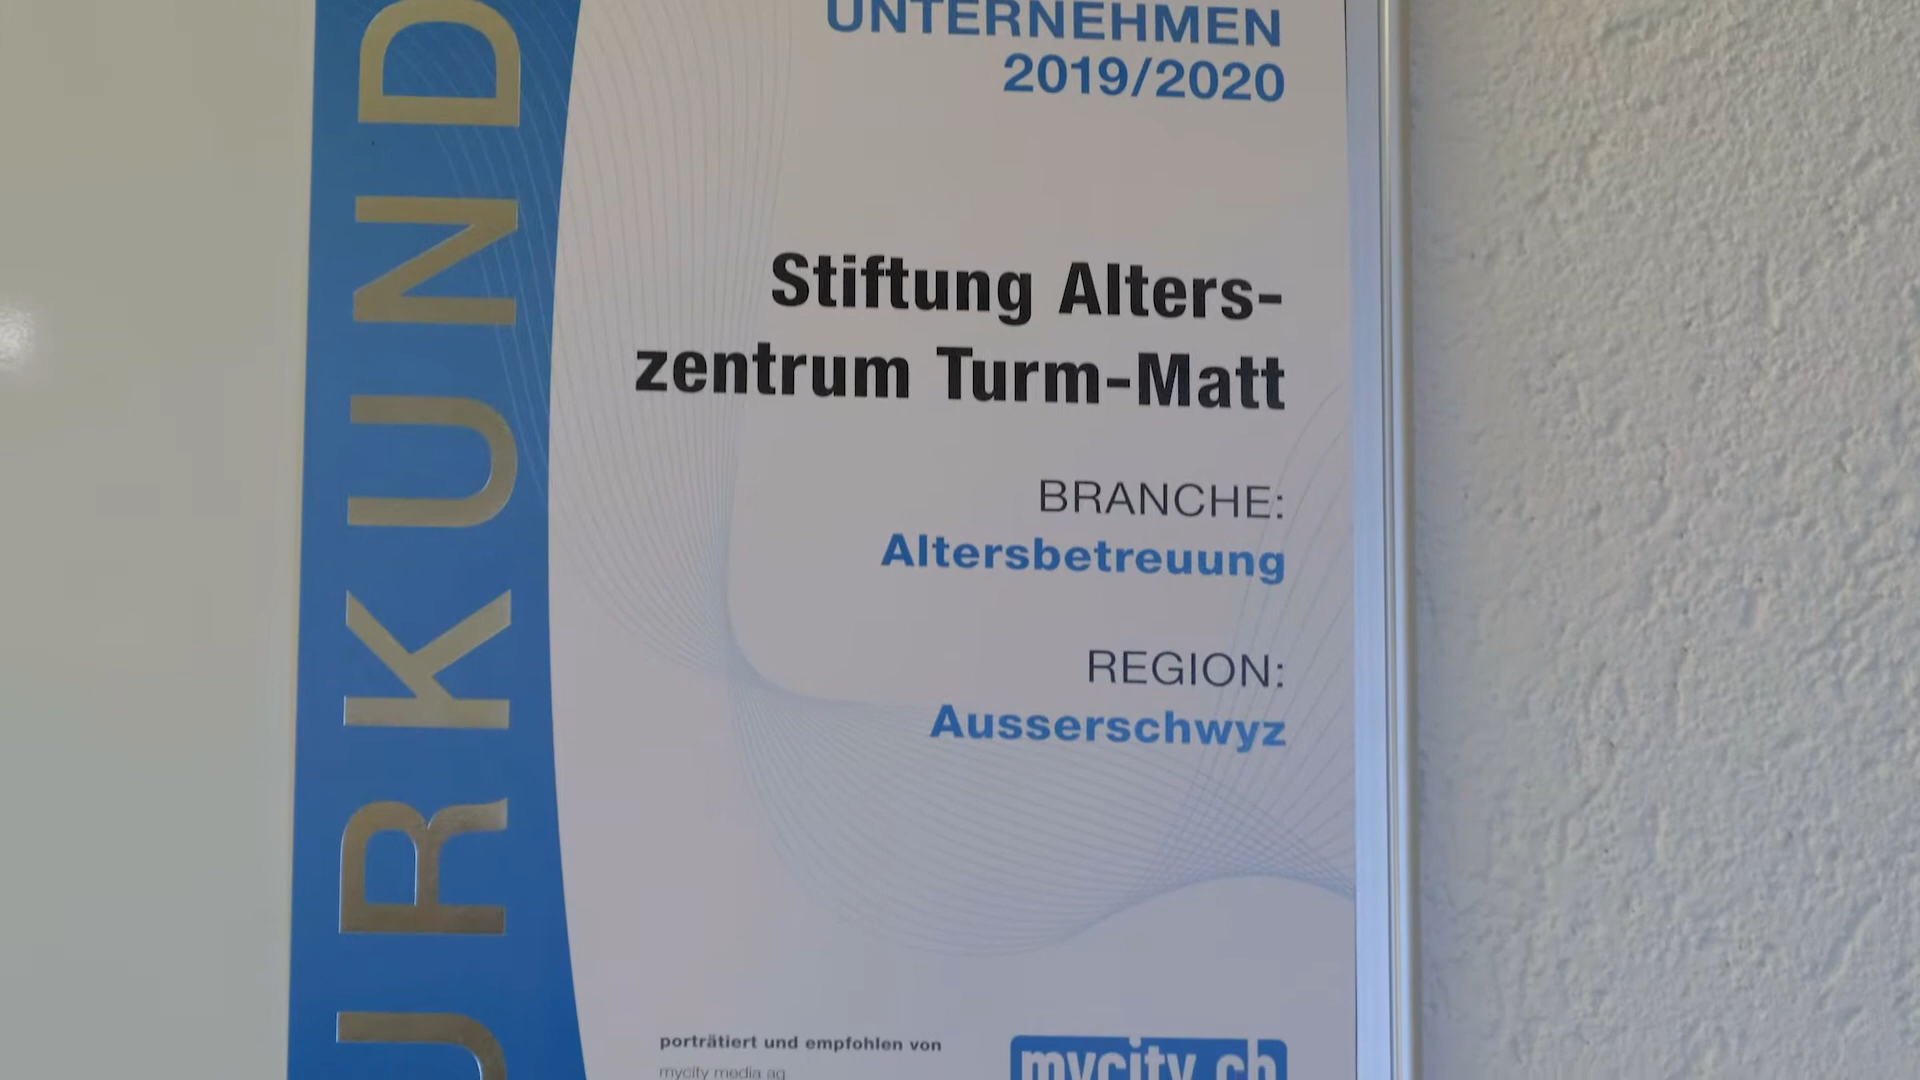 URKUND
UNTERNEHMEN
2019/2020
Stiftung Alters-
zentrum Turm-Matt
BRANCHE:
Altersbetreuung
REGION:
Ausserschwyz
porträtiert und empfohlen von
mycity media ag
mycity.ch